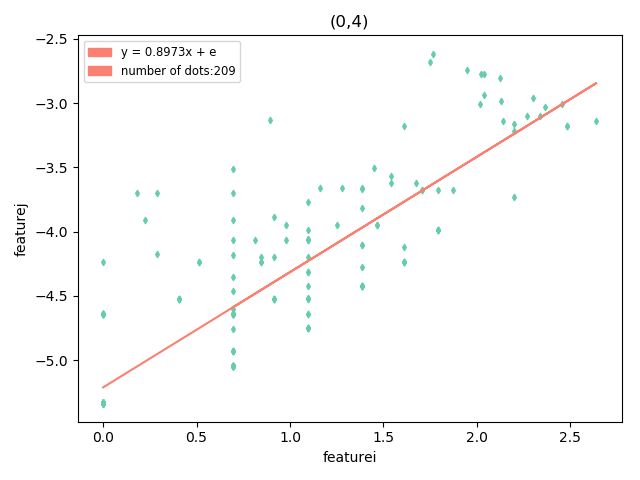 (0,4)
y = 0.8973x + e
number of dots:209
featurej
−2.5
−3.0
−3.5
−4.0
−4.5
−5.0
0.0 0.5 1.0 1.5 2.0 2.5
featurei